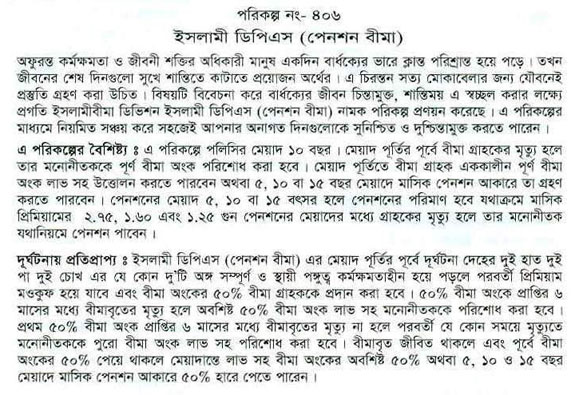 পরিকল্প নং- ৪০৬
ইসলামী ডিপিএস (পেনশন বীমা)
অফুরন্ত কর্মক্ষমতা ও জীবনী শক্তির অধিকারী মানুষ একদিন বার্ধক্যের ভারে ক্লান্ত পরিশ্রান্ত হয়ে পড়ে। তখন
জীবনের শেষ দিনগুলো সুখে শান্তিতে কাটাতে প্রয়োজন অর্থের। এ চিরন্তন সত্য মোকাবেলার জন্য যৌবনেই
প্রস্তুতি গ্রহণ করা উচিত। বিষয়টি বিবেচনা করে বার্ধক্যের জীবন চিন্তামুক্ত, শান্তিময় এ স্বচ্ছল করার লক্ষ্যে
প্রগতি ইসলামীবীমা ডিভিশন ইসলামী ডিপিএস (পেনশন বীমা) নামক পরিকল্প প্রণয়ন করেছে। এ পরিকল্পের
মাধ্যমে নিয়মিত সঞ্চয় করে সহজেই আপনার অনাগত দিনগুলোকে সুনিশ্চিত ও দুশ্চিন্তামুক্ত করতে পারেন।
এ পরিকল্পের বৈশিষ্ট্য ঃ এ পরিকল্পে পলিসির মেয়াদ ১০ বছর। মেয়াদ পূর্তির পূর্বে বীমা গ্রাহকের মৃত্যু হলে
তার মনোনীতককে পূর্ণ বীমা অংক পরিশোধ করা হবে। মেয়াদ পূর্তিতে বীমা গ্রাহক এককালীন পূর্ণ বীমা
অংক লাভ সহ উত্তোলন করতে পারবেন অথবা ৫, ১০ বা ১৫ বছর মেয়াদে মাসিক পেনশন আকারে তা গ্রহণ
করতে পারবেন। পেনশনের মেয়াদ ৫, ১০ বা ১৫ বৎসর হলে পেনশনের পরিমাণ হবে যথাক্রমে মাসিক
প্রিমিয়ামের ২.৭৫, ১.৬০ এবং ১.২৫ গুন পেনশনের মেয়াদের মধ্যে গ্রাহকের মৃত্যু হলে তার মনোনীতক
যথানিয়মে পেনশন পাবেন।
দূর্ঘটনায় প্রতিপ্রাপ্য ঃ ইসলামী ডিপিএস (পেনশন বীমা) এর মেয়াদ পূর্তির পূর্বে দূর্ঘটনা দেহের দুই হাত দুই
পা দুই চোখ এর যে কোন দু'টি অঙ্গ সম্পূর্ণ ও স্থায়ী পঙ্গুত্ব কর্মক্ষমতাহীন হয়ে পড়লে পরবর্তী প্রিমিয়াম
মওকুফ হয়ে যাবে এবং বীমা অংকের ৫০% বীমা গ্রাহককে প্রদান করা হবে। ৫০% বীমা অংক প্রাপ্তির ৬
মাসের মধ্যে বীমাবৃতের মৃত্যু হলে অবশিষ্ট ৫০% বীমা অংক লাভ সহ মনোনীতককে পরিশোধ করা হবে।
প্রথম ৫০% বীমা অংক প্রাপ্তির ৬ মাসের মধ্যে বীমাবৃতের মৃত্যু না হলে পরবর্তী যে কোন সময়ে মৃত্যুতে
মনোনীতককে পুরো বীমা অংক লাভ সহ পরিশোধ করা হবে। বীমাবৃত জীবিত থাকলে এবং পূর্বে বীমা
অংকের ৫০% পেয়ে থাকলে মেয়াদান্তে লাভ সহ বীমা অংকের অবশিষ্ট ৫০% অথবা ৫, ১০ ও ১৫ বছর
মেয়াদে মাসিক পেনশন আকারে ৫০% হারে পেতে পারেন।